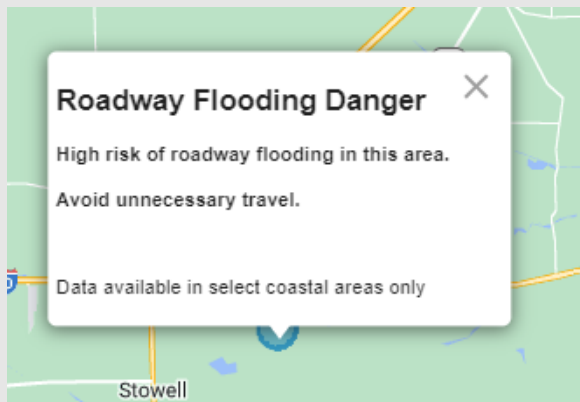 Roadway Flooding Danger
High risk of roadway flooding in this area.
Avoid unnecessary travel.
Data available in select coastal areas only
Stowell